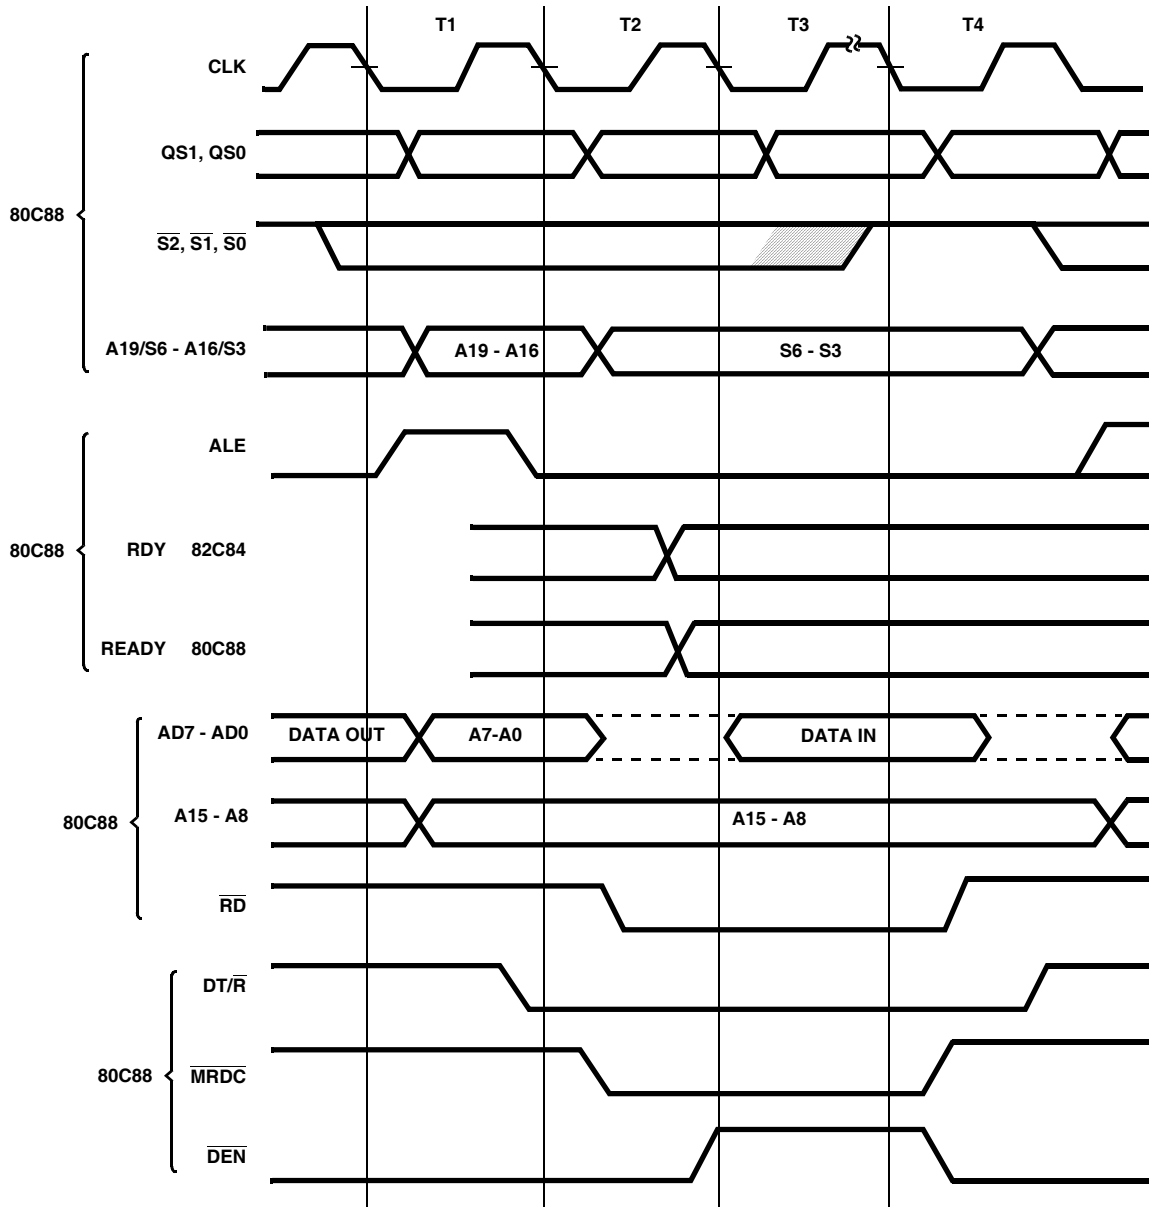 T1 T2 T3 T4
CLK
QS1, QS0
80C88
S2, S1, S0
A19/S6 - A16/S3 A19 - A16 S6 - S3
ALE
80C88 RDY 82C84
READY 80C88
AD7 - AD0 DATA OUT A7-A0 DATA IN
80C88 A15 - A8 A15 - A8
RD
DT/R
80C88 MRDC
DEN